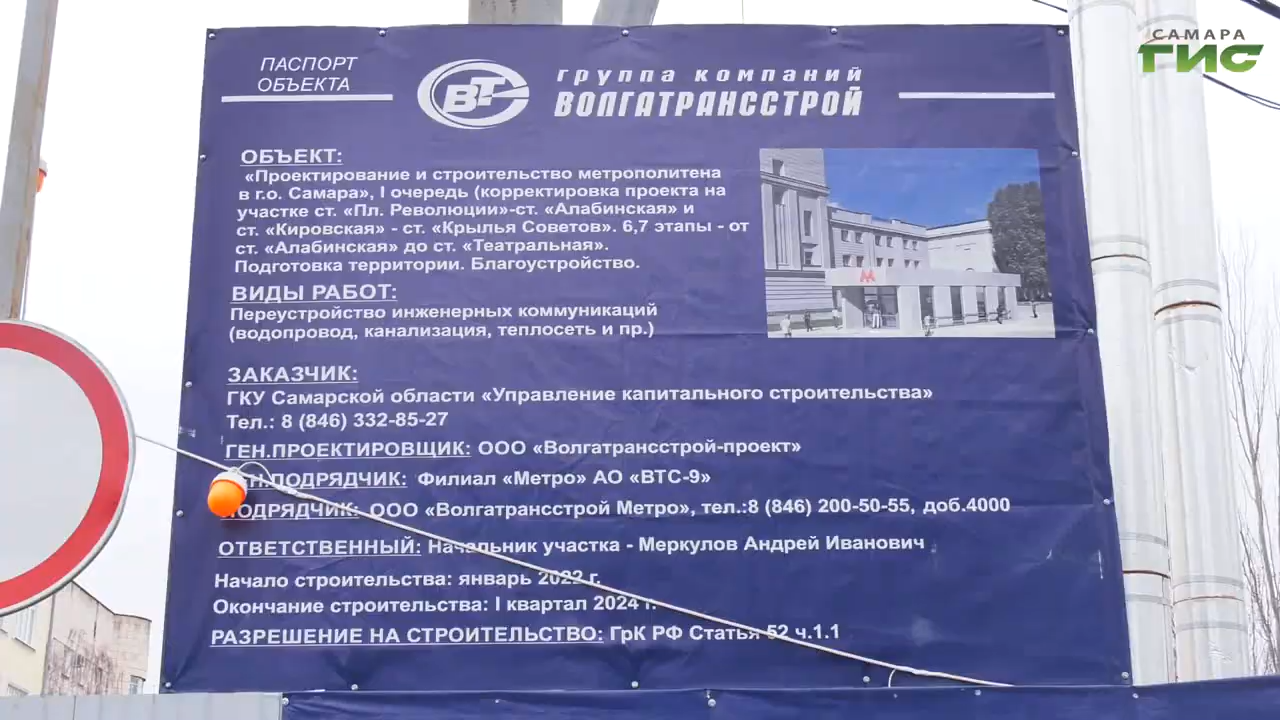 САМАРА
ГИС
ПАСПОРТ
ОБЪЕКТА
ВТС
группа компаний
ВОЛГАТРАНССТРОЙ
ОБЪЕКТ:
«Проектирование и строительство метрополитена
в г.о. Самара», I очередь (корректировка проекта на
участке ст. «Пл. Революции»-ст. «Алабинская» и
ст. «Кировская» - ст. «Крылья Советов». 6,7 этапы - от
ст. «Алабинская» до ст. «Театральная».
Подготовка территории. Благоустройство.
ВИДЫ РАБОТ:
Переустройство инженерных коммуникаций
(водопровод, канализация, теплосеть и пр.)
ЗАКАЗЧИК:
ГКУ Самарской области «Управление капитального строительства»
Тел.: 8 (846) 332-85-27
ГЕН.ПРОЕКТИРОВЩИК: ООО «Волгатрансстрой-проект»
ГЕН.ПОДРЯДЧИК: Филиал «Метро» АО «ВТС-9»
ПОДРЯДЧИК: ООО «Волгатрансстрой Метро», тел.:8 (846) 200-50-55, доб.4000
ОТВЕТСТВЕННЫЙ: Начальник участка - Меркулов Андрей Иванович
Начало строительства: январь 2022 г.
Окончание строительства: I квартал 2024 г.
РАЗРЕШЕНИЕ НА СТРОИТЕЛЬСТВО: ГрК РФ Статья 52 ч.1.1